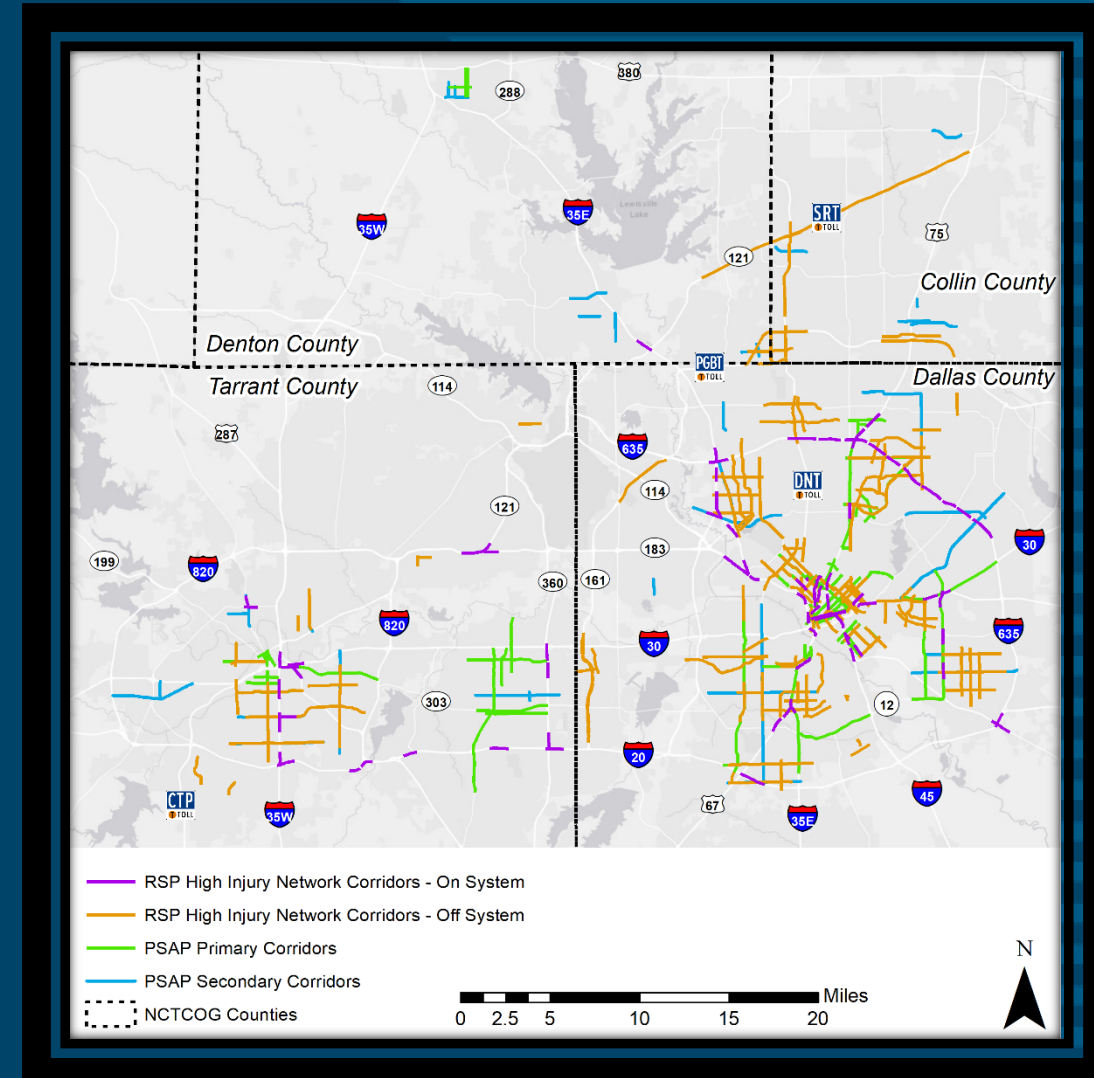 380
288
35W
35E
Lewisville
Lake
SRT
TOLL
75
121
Collin County
Denton County
PGBT
TOLL
Tarrant County
114
Dallas County
287
635
114
DNT
TOLL
121
183
30
199
820
360
161
820
30
635
303
12
20
CTP
TOLL
35W
67
35E
45
RSP High Injury Network Corridors - On System
RSP High Injury Network Corridors - Off System
PSAP Primary Corridors
PSAP Secondary Corridors
NCTCOG Counties
N
Miles
0 2.5 5 10 15 20